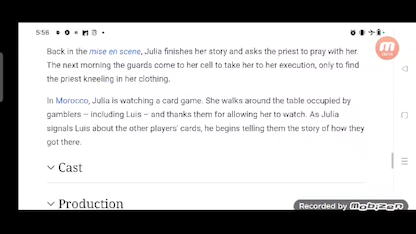 5:56
Back in the mise en scene, Julia finishes her story and asks the priest to pray with her.
The next morning the guards come to her cell to take her to her execution, only to find
the priest kneeling in her clothing.
In Morocco, Julia is watching a card game. She walks around the table occupied by
gamblers – including Luis – and thanks them for allowing her to watch. As Julia
signals Luis about the other players' cards, he begins telling them the story of how they
got there.
Cast
Production
Recorded by Mobizen